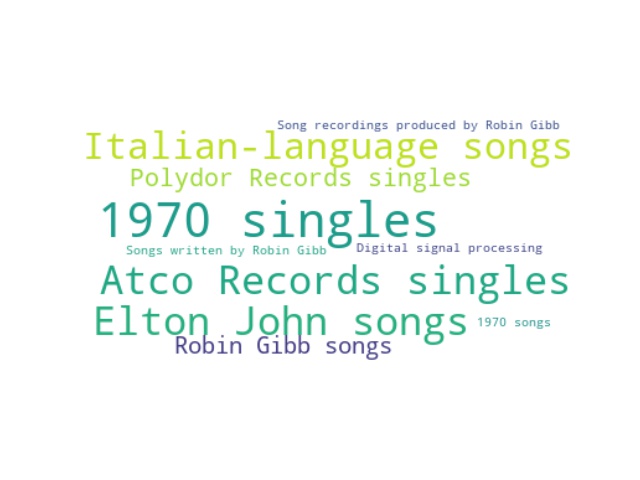 Song recordings produced by Robin Gibb
Italian-language songs
Polydor Records singles
1970 singles
Songs written by Robin Gibb
Digital signal processing
Atco Records singles
Elton John songs
1970 songs
Robin Gibb songs